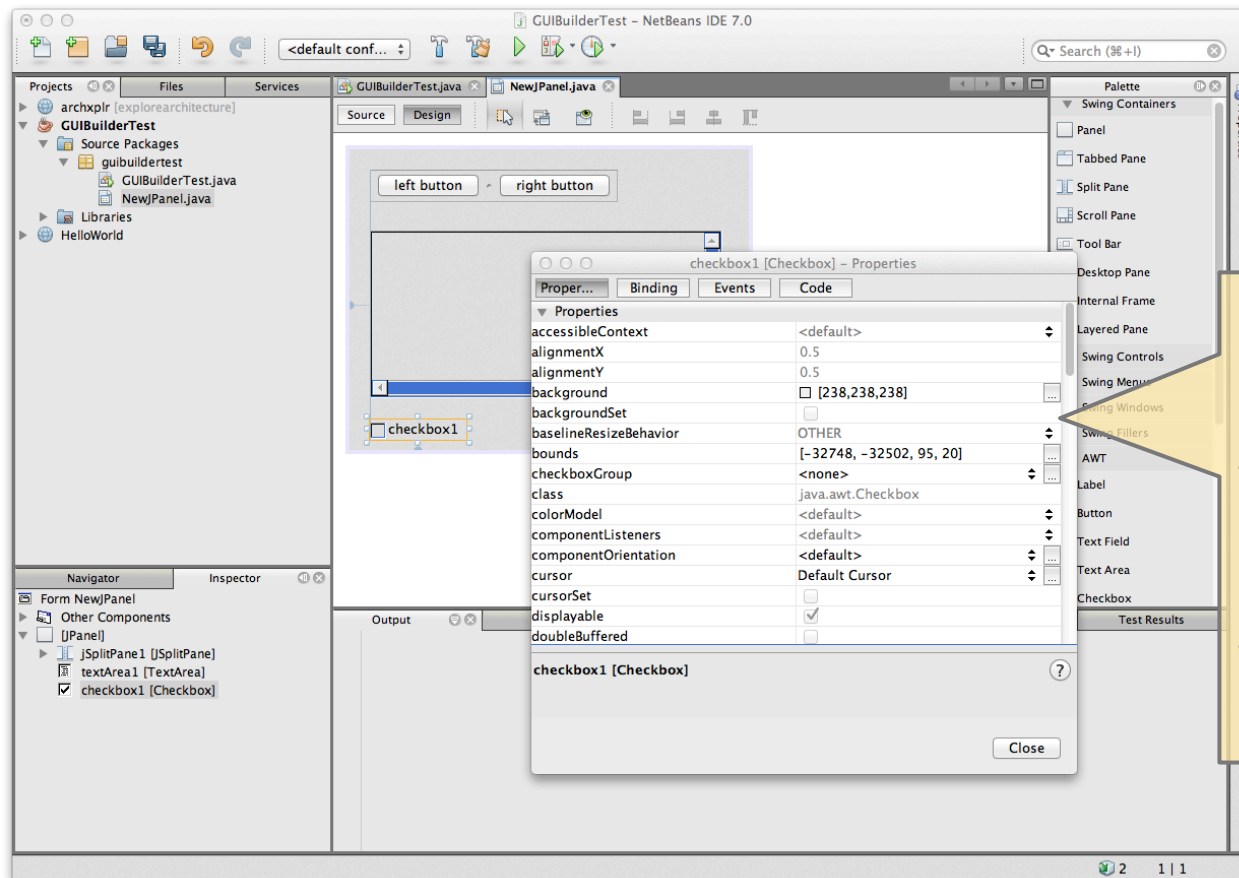 GUIBuilderTest – NetBeans IDE 7.0
<default conf...
Search (⌘+I)
Projects Files Services
GUIBuilderTest.java NewJPanel.java
Palette
archxplr [explorearchitecture]
GUIBuilderTest
Source Packages
guibuildertest
GUIBuilderTest.java
NewJPanel.java
Libraries
HelloWorld
Source Design
left button right button
checkbox1
Swing Containers
Panel
Tabbed Pane
Split Pane
Scroll Pane
Tool Bar
Desktop Pane
Internal Frame
Layered Pane
Swing Controls
Swing Menus
Swing Windows
Swing Fillers
AWT
Label
Button
Text Field
Text Area
Checkbox
checkbox1 [Checkbox] – Properties
Proper... Binding Events Code
Properties
accessibleContext <default>
alignmentX 0.5
alignmentY 0.5
background [238,238,238] ...
backgroundSet
baselineResizeBehavior OTHER
bounds [-32748, -32502, 95, 20] ...
checkboxGroup <none> ...
class java.awt.Checkbox
colorModel <default>
componentListeners <default>
componentOrientation <default> ...
cursor Default Cursor ...
cursorSet
displayable
doubleBuffered
checkbox1 [Checkbox]
?
Close
Navigator Inspector
Form NewJPanel
Other Components
[JPanel]
jSplitPane1 [JSplitPane]
textArea1 [TextArea]
checkbox1 [Checkbox]
Output
Test Results
2 1 | 1